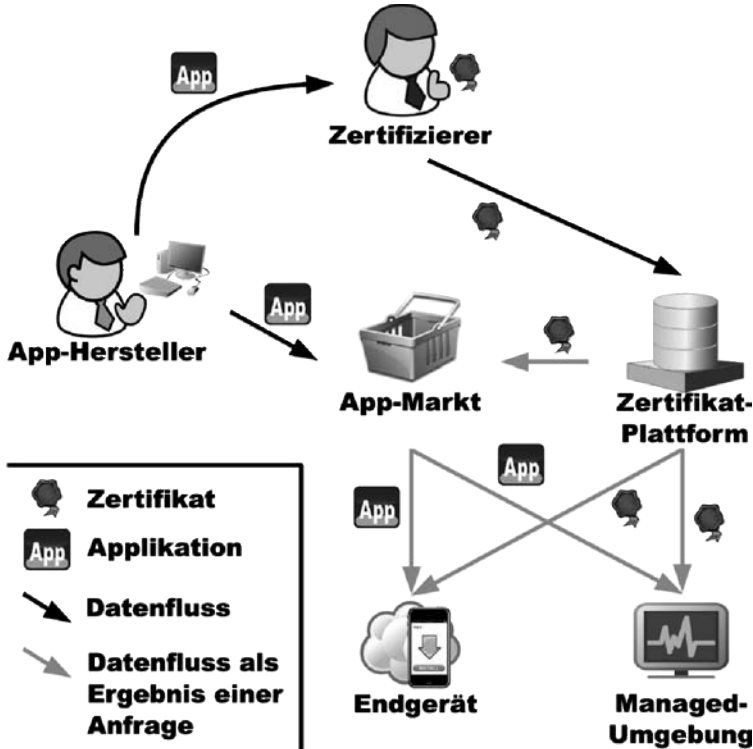 App
Zertifizierer
App
App-Hersteller
App-Markt
Zertifikat-
Plattform
App
App
Zertifikat
App
Applikation
Datenfluss
Datenfluss als
Ergebnis einer
Anfrage
Endgerät
Managed-
Umgebung